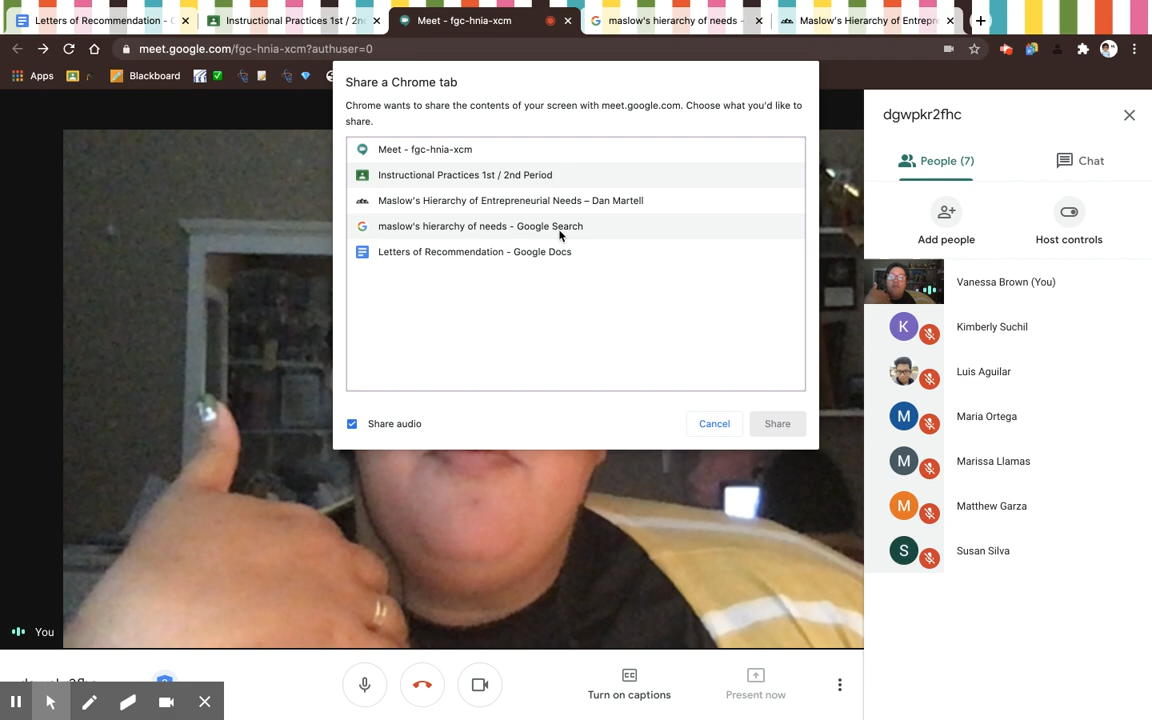 Letters of Recommendation - G
Instructional Practices 1st / 2n
Meet - fgc-hnia-xcm
maslow's hierarchy of needs -
Maslow's Hierarchy of Entrepre
meet.google.com/fgc-hnia-xcm?authuser=0
Apps
Blackboard
Share a Chrome tab
Chrome wants to share the contents of your screen with meet.google.com. Choose what you'd like to
share.
Meet - fgc-hnia-xcm
Instructional Practices 1st / 2nd Period
Maslow's Hierarchy of Entrepreneurial Needs – Dan Martell
maslow's hierarchy of needs - Google Search
Letters of Recommendation - Google Docs
Share audio
Cancel
Share
dgwpkr2fhc
People (7)
Chat
Add people
Host controls
Vanessa Brown (You)
K
Kimberly Suchil
Luis Aguilar
M
Maria Ortega
M
Marissa Llamas
M
Matthew Garza
S
Susan Silva
You
Turn on captions
Present now